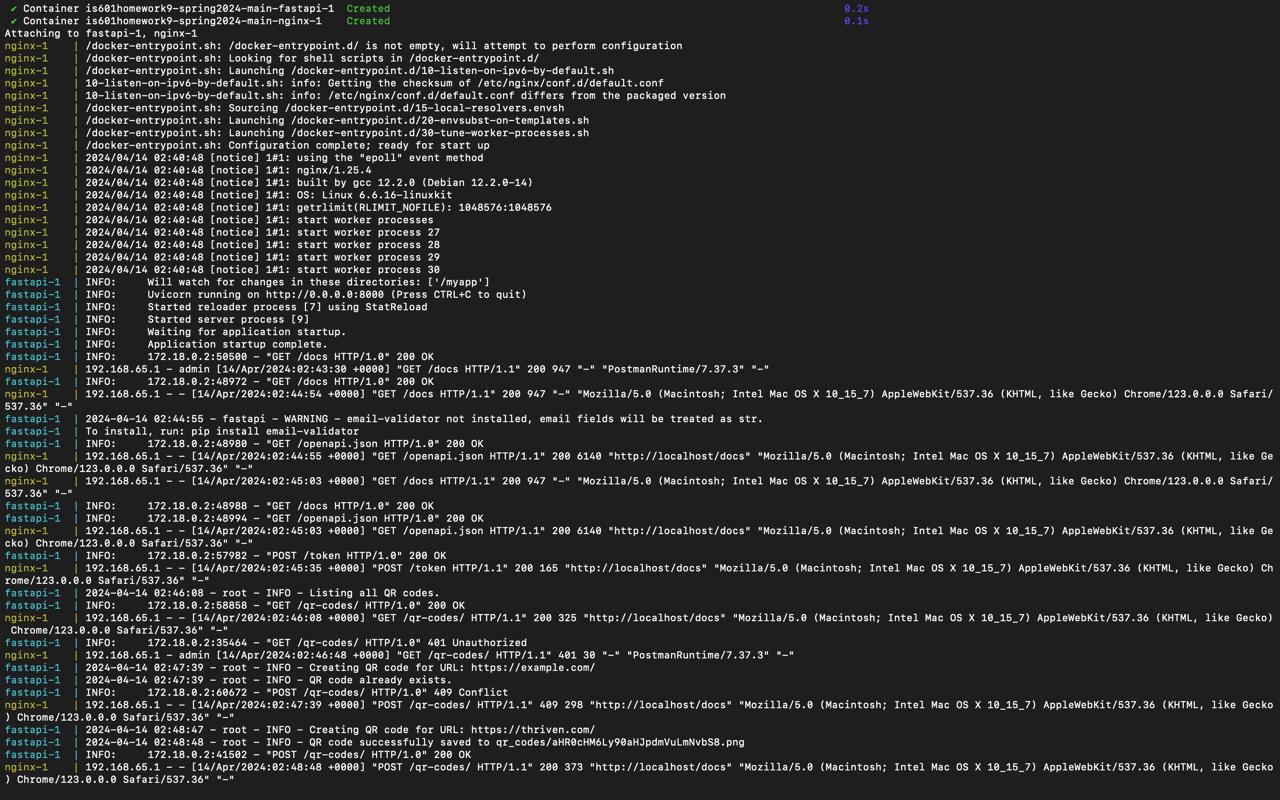 ✔ Container is601homework9-spring2024-main-fastapi-1  Created  0.2s
✔ Container is601homework9-spring2024-main-nginx-1  Created  0.1s
Attaching to fastapi-1, nginx-1
nginx-1    | /docker-entrypoint.sh: /docker-entrypoint.d/ is not empty, will attempt to perform configuration
nginx-1    | /docker-entrypoint.sh: Looking for shell scripts in /docker-entrypoint.d/
nginx-1    | /docker-entrypoint.sh: Launching /docker-entrypoint.d/10-listen-on-ipv6-by-default.sh
nginx-1    | 10-listen-on-ipv6-by-default.sh: info: Getting the checksum of /etc/nginx/conf.d/default.conf
nginx-1    | 10-listen-on-ipv6-by-default.sh: info: /etc/nginx/conf.d/default.conf differs from the packaged version
nginx-1    | /docker-entrypoint.sh: Sourcing /docker-entrypoint.d/15-local-resolvers.envsh
nginx-1    | /docker-entrypoint.sh: Launching /docker-entrypoint.d/20-envsubst-on-templates.sh
nginx-1    | /docker-entrypoint.sh: Launching /docker-entrypoint.d/30-tune-worker-processes.sh
nginx-1    | /docker-entrypoint.sh: Configuration complete; ready for start up
nginx-1    | 2024/04/14 02:40:48 [notice] 1#1: using the "epoll" event method
nginx-1    | 2024/04/14 02:40:48 [notice] 1#1: nginx/1.25.4
nginx-1    | 2024/04/14 02:40:48 [notice] 1#1: built by gcc 12.2.0 (Debian 12.2.0-14)
nginx-1    | 2024/04/14 02:40:48 [notice] 1#1: OS: Linux 6.6.16-linuxkit
nginx-1    | 2024/04/14 02:40:48 [notice] 1#1: getrlimit(RLIMIT_NOFILE): 1048576:1048576
nginx-1    | 2024/04/14 02:40:48 [notice] 1#1: start worker processes
nginx-1    | 2024/04/14 02:40:48 [notice] 1#1: start worker process 27
nginx-1    | 2024/04/14 02:40:48 [notice] 1#1: start worker process 28
nginx-1    | 2024/04/14 02:40:48 [notice] 1#1: start worker process 29
nginx-1    | 2024/04/14 02:40:48 [notice] 1#1: start worker process 30
fastapi-1  | INFO:     Will watch for changes in these directories: ['/myapp']
fastapi-1  | INFO:     Uvicorn running on http://0.0.0.0:8000 (Press CTRL+C to quit)
fastapi-1  | INFO:     Started reloader process [7] using StatReload
fastapi-1  | INFO:     Started server process [9]
fastapi-1  | INFO:     Waiting for application startup.
fastapi-1  | INFO:     Application startup complete.
fastapi-1  | INFO:     172.18.0.2:50500 - "GET /docs HTTP/1.0" 200 OK
nginx-1    | 192.168.65.1 - admin [14/Apr/2024:02:43:30 +0000] "GET /docs HTTP/1.1" 200 947 "-" "PostmanRuntime/7.37.3" "-"
fastapi-1  | INFO:     172.18.0.2:48972 - "GET /docs HTTP/1.0" 200 OK
nginx-1    | 192.168.65.1 - - [14/Apr/2024:02:44:54 +0000] "GET /docs HTTP/1.1" 200 947 "-" "Mozilla/5.0 (Macintosh; Intel Mac OS X 10_15_7) AppleWebKit/537.36 (KHTML, like Gecko) Chrome/123.0.0.0 Safari/
537.36" "-"
fastapi-1  | 2024-04-14 02:44:55 - fastapi - WARNING - email-validator not installed, email fields will be treated as str.
fastapi-1  | To install, run: pip install email-validator
fastapi-1  | INFO:     172.18.0.2:48980 - "GET /openapi.json HTTP/1.0" 200 OK
nginx-1    | 192.168.65.1 - - [14/Apr/2024:02:44:55 +0000] "GET /openapi.json HTTP/1.1" 200 6140 "http://localhost/docs" "Mozilla/5.0 (Macintosh; Intel Mac OS X 10_15_7) AppleWebKit/537.36 (KHTML, like Ge
cko) Chrome/123.0.0.0 Safari/537.36" "-"
nginx-1    | 192.168.65.1 - - [14/Apr/2024:02:45:03 +0000] "GET /docs HTTP/1.1" 200 947 "-" "Mozilla/5.0 (Macintosh; Intel Mac OS X 10_15_7) AppleWebKit/537.36 (KHTML, like Gecko) Chrome/123.0.0.0 Safari/
537.36" "-"
fastapi-1  | INFO:     172.18.0.2:48988 - "GET /docs HTTP/1.0" 200 OK
fastapi-1  | INFO:     172.18.0.2:48994 - "GET /openapi.json HTTP/1.0" 200 OK
nginx-1    | 192.168.65.1 - - [14/Apr/2024:02:45:03 +0000] "GET /openapi.json HTTP/1.1" 200 6140 "http://localhost/docs" "Mozilla/5.0 (Macintosh; Intel Mac OS X 10_15_7) AppleWebKit/537.36 (KHTML, like Ge
cko) Chrome/123.0.0.0 Safari/537.36" "-"
fastapi-1  | INFO:     172.18.0.2:57982 - "POST /token HTTP/1.0" 200 OK
nginx-1    | 192.168.65.1 - - [14/Apr/2024:02:45:35 +0000] "POST /token HTTP/1.1" 200 165 "http://localhost/docs" "Mozilla/5.0 (Macintosh; Intel Mac OS X 10_15_7) AppleWebKit/537.36 (KHTML, like Gecko) Ch
rome/123.0.0.0 Safari/537.36" "-"
fastapi-1  | 2024-04-14 02:46:08 - root - INFO - Listing all QR codes.
fastapi-1  | INFO:     172.18.0.2:58858 - "GET /qr-codes/ HTTP/1.0" 200 OK
nginx-1    | 192.168.65.1 - - [14/Apr/2024:02:46:08 +0000] "GET /qr-codes/ HTTP/1.1" 200 325 "http://localhost/docs" "Mozilla/5.0 (Macintosh; Intel Mac OS X 10_15_7) AppleWebKit/537.36 (KHTML, like Gecko)
 Chrome/123.0.0.0 Safari/537.36" "-"
fastapi-1  | INFO:     172.18.0.2:35464 - "GET /qr-codes/ HTTP/1.0" 401 Unauthorized
nginx-1    | 192.168.65.1 - admin [14/Apr/2024:02:46:48 +0000] "GET /qr-codes/ HTTP/1.1" 401 30 "-" "PostmanRuntime/7.37.3" "-"
fastapi-1  | 2024-04-14 02:47:39 - root - INFO - Creating QR code for URL: https://example.com/
fastapi-1  | 2024-04-14 02:47:39 - root - INFO - QR code already exists.
fastapi-1  | INFO:     172.18.0.2:60672 - "POST /qr-codes/ HTTP/1.0" 409 Conflict
nginx-1    | 192.168.65.1 - - [14/Apr/2024:02:47:39 +0000] "POST /qr-codes/ HTTP/1.1" 409 298 "http://localhost/docs" "Mozilla/5.0 (Macintosh; Intel Mac OS X 10_15_7) AppleWebKit/537.36 (KHTML, like Gecko
) Chrome/123.0.0.0 Safari/537.36" "-"
fastapi-1  | 2024-04-14 02:48:47 - root - INFO - Creating QR code for URL: https://thriven.com/
fastapi-1  | 2024-04-14 02:48:48 - root - INFO - QR code successfully saved to qr_codes/aHR0cHM6Ly90aHJpdmVuLmNvbS8.png
fastapi-1  | INFO:     172.18.0.2:41502 - "POST /qr-codes/ HTTP/1.0" 200 OK
nginx-1    | 192.168.65.1 - - [14/Apr/2024:02:48:48 +0000] "POST /qr-codes/ HTTP/1.1" 200 373 "http://localhost/docs" "Mozilla/5.0 (Macintosh; Intel Mac OS X 10_15_7) AppleWebKit/537.36 (KHTML, like Gecko
) Chrome/123.0.0.0 Safari/537.36" "-"